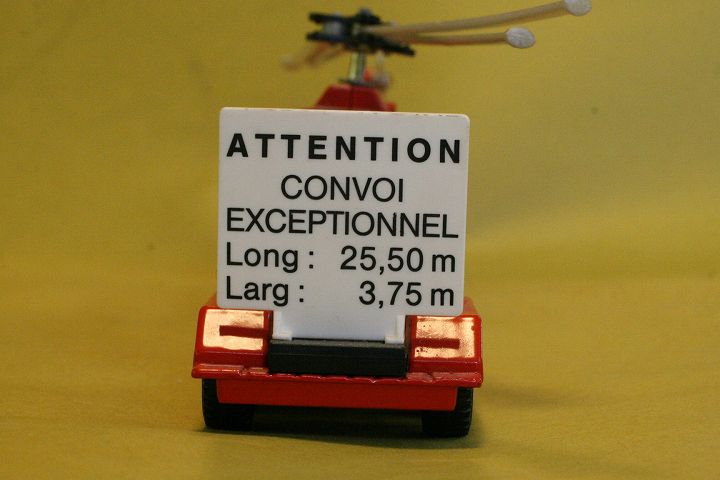 ATTENTION
CONVOI
EXCEPTIONNEL
Long : 25,50 m
Larg : 3,75 m